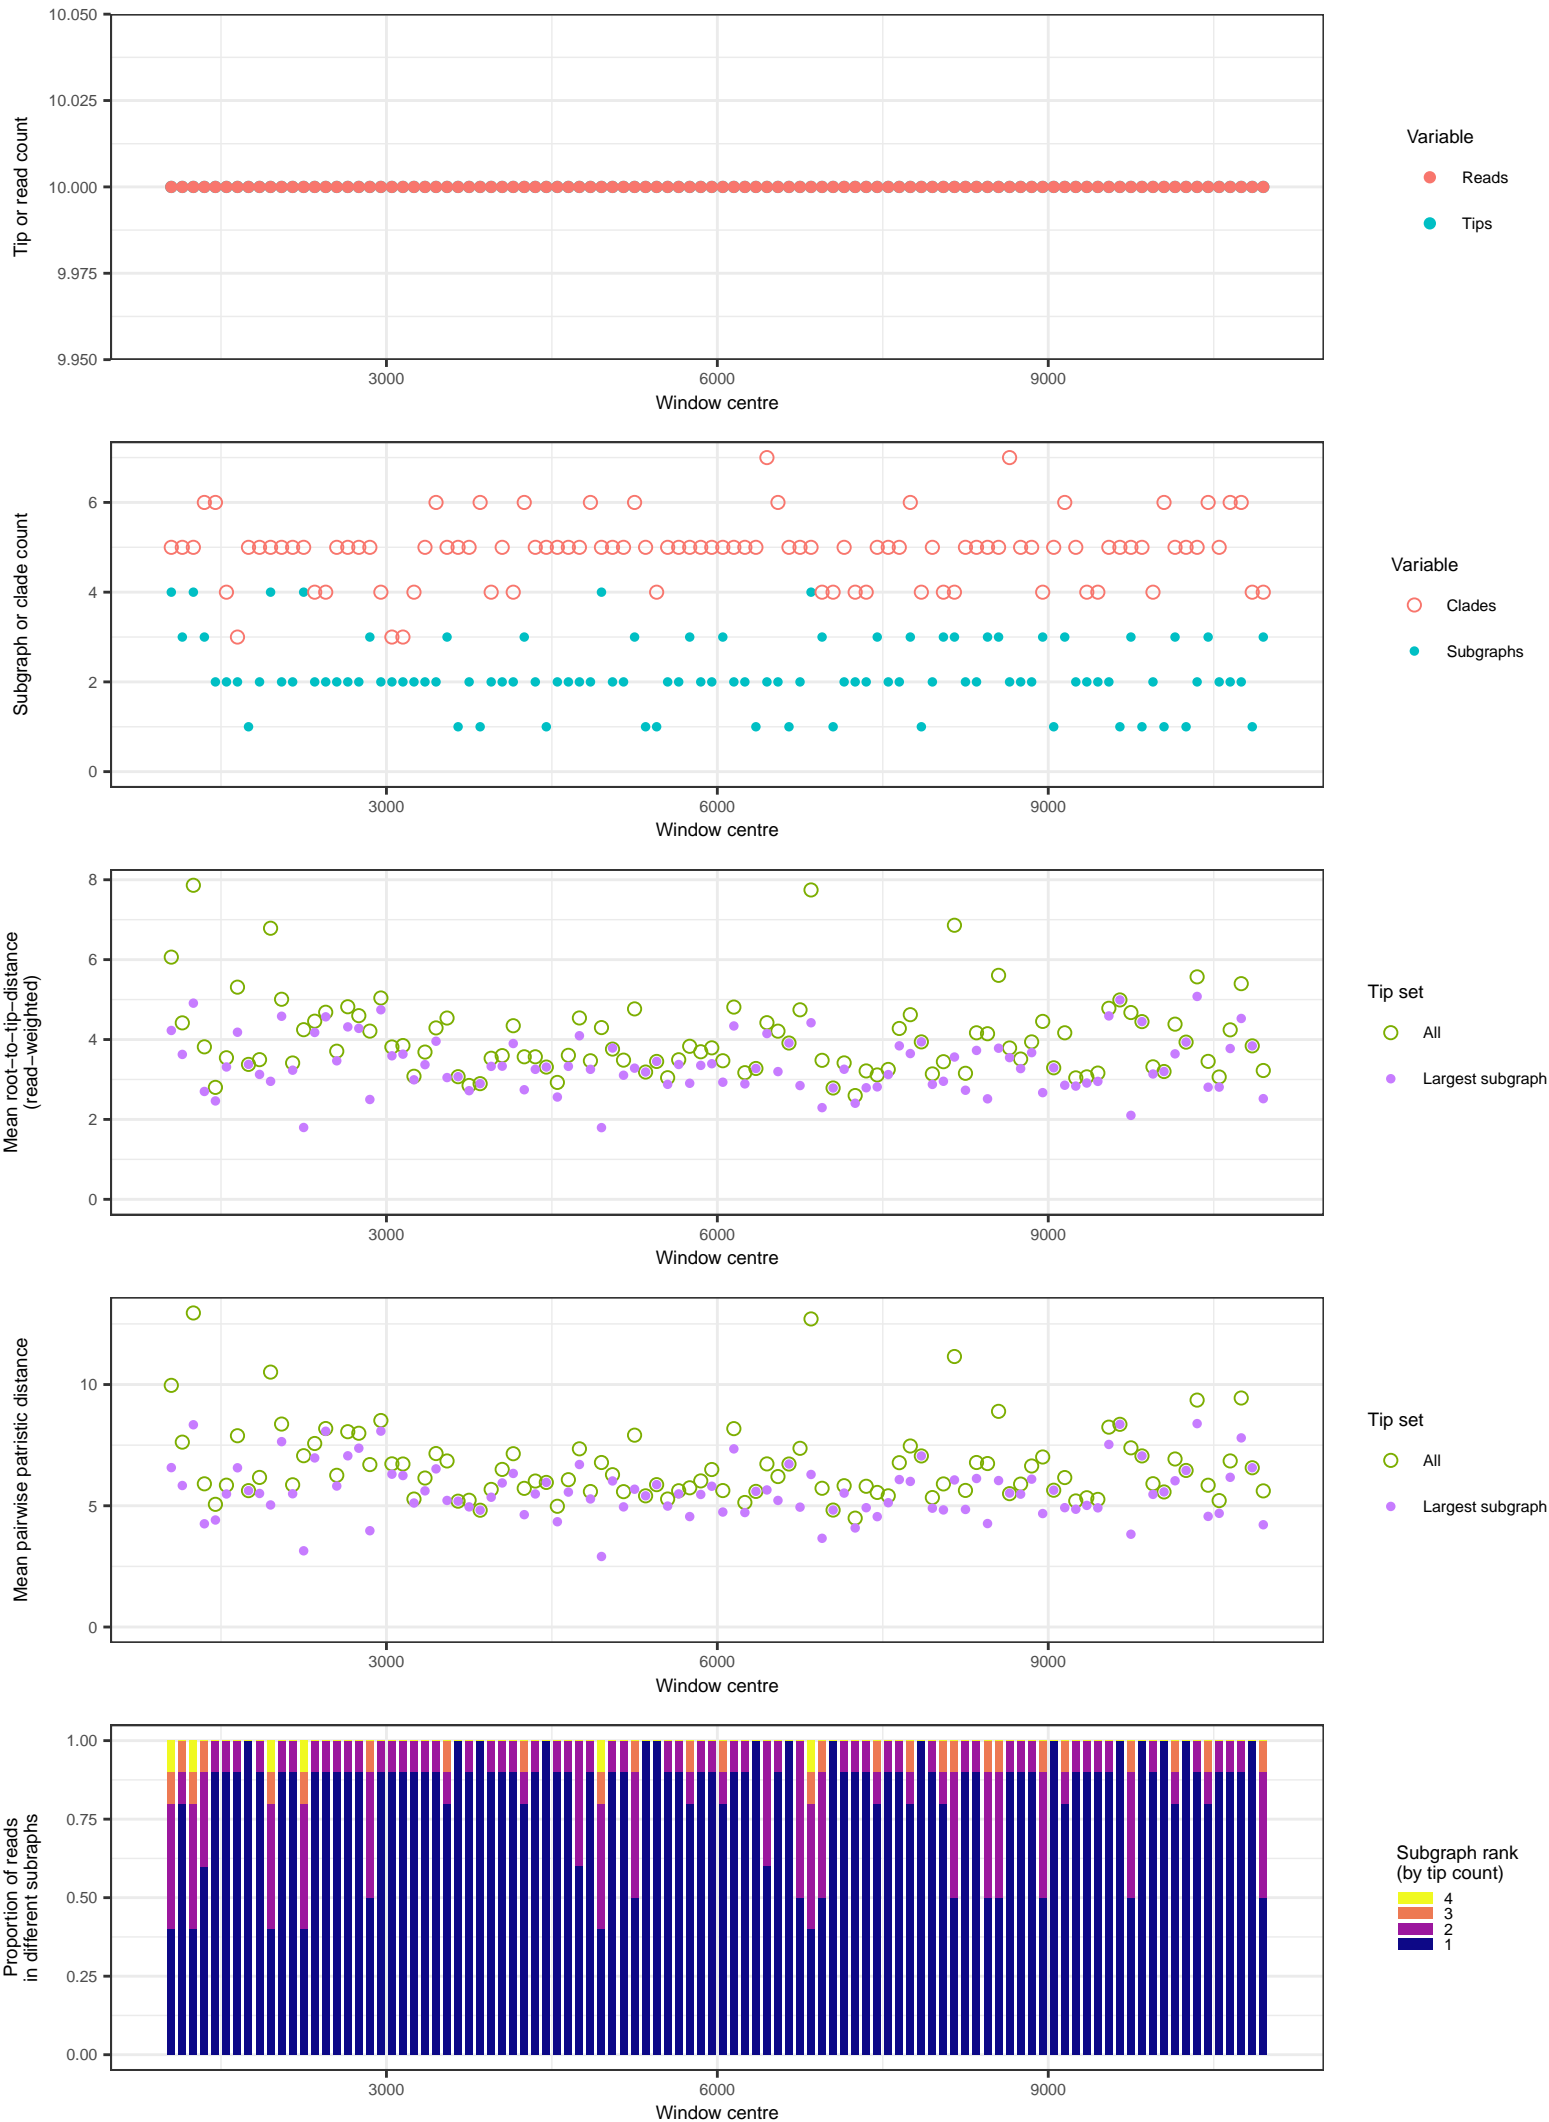 10.050
10.025
10.000
9.975
9.950
Tip or read count
3000 6000 9000
Window centre
Variable
Reads
Tips
6
4
2
0
Subgraph or clade count
3000 6000 9000
Window centre
Variable
Clades
Subgraphs
8
6
4
2
0
Mean root−to−tip−distance
(read−weighted)
3000 6000 9000
Window centre
Tip set
All
Largest subgraph
10
5
0
Mean pairwise patristic distance
3000 6000 9000
Window centre
Tip set
All
Largest subgraph
1.00
0.75
0.50
0.25
0.00
Proportion of reads
in different subraphs
3000 6000 9000
Window centre
Subgraph rank
(by tip count)
4
3
2
1